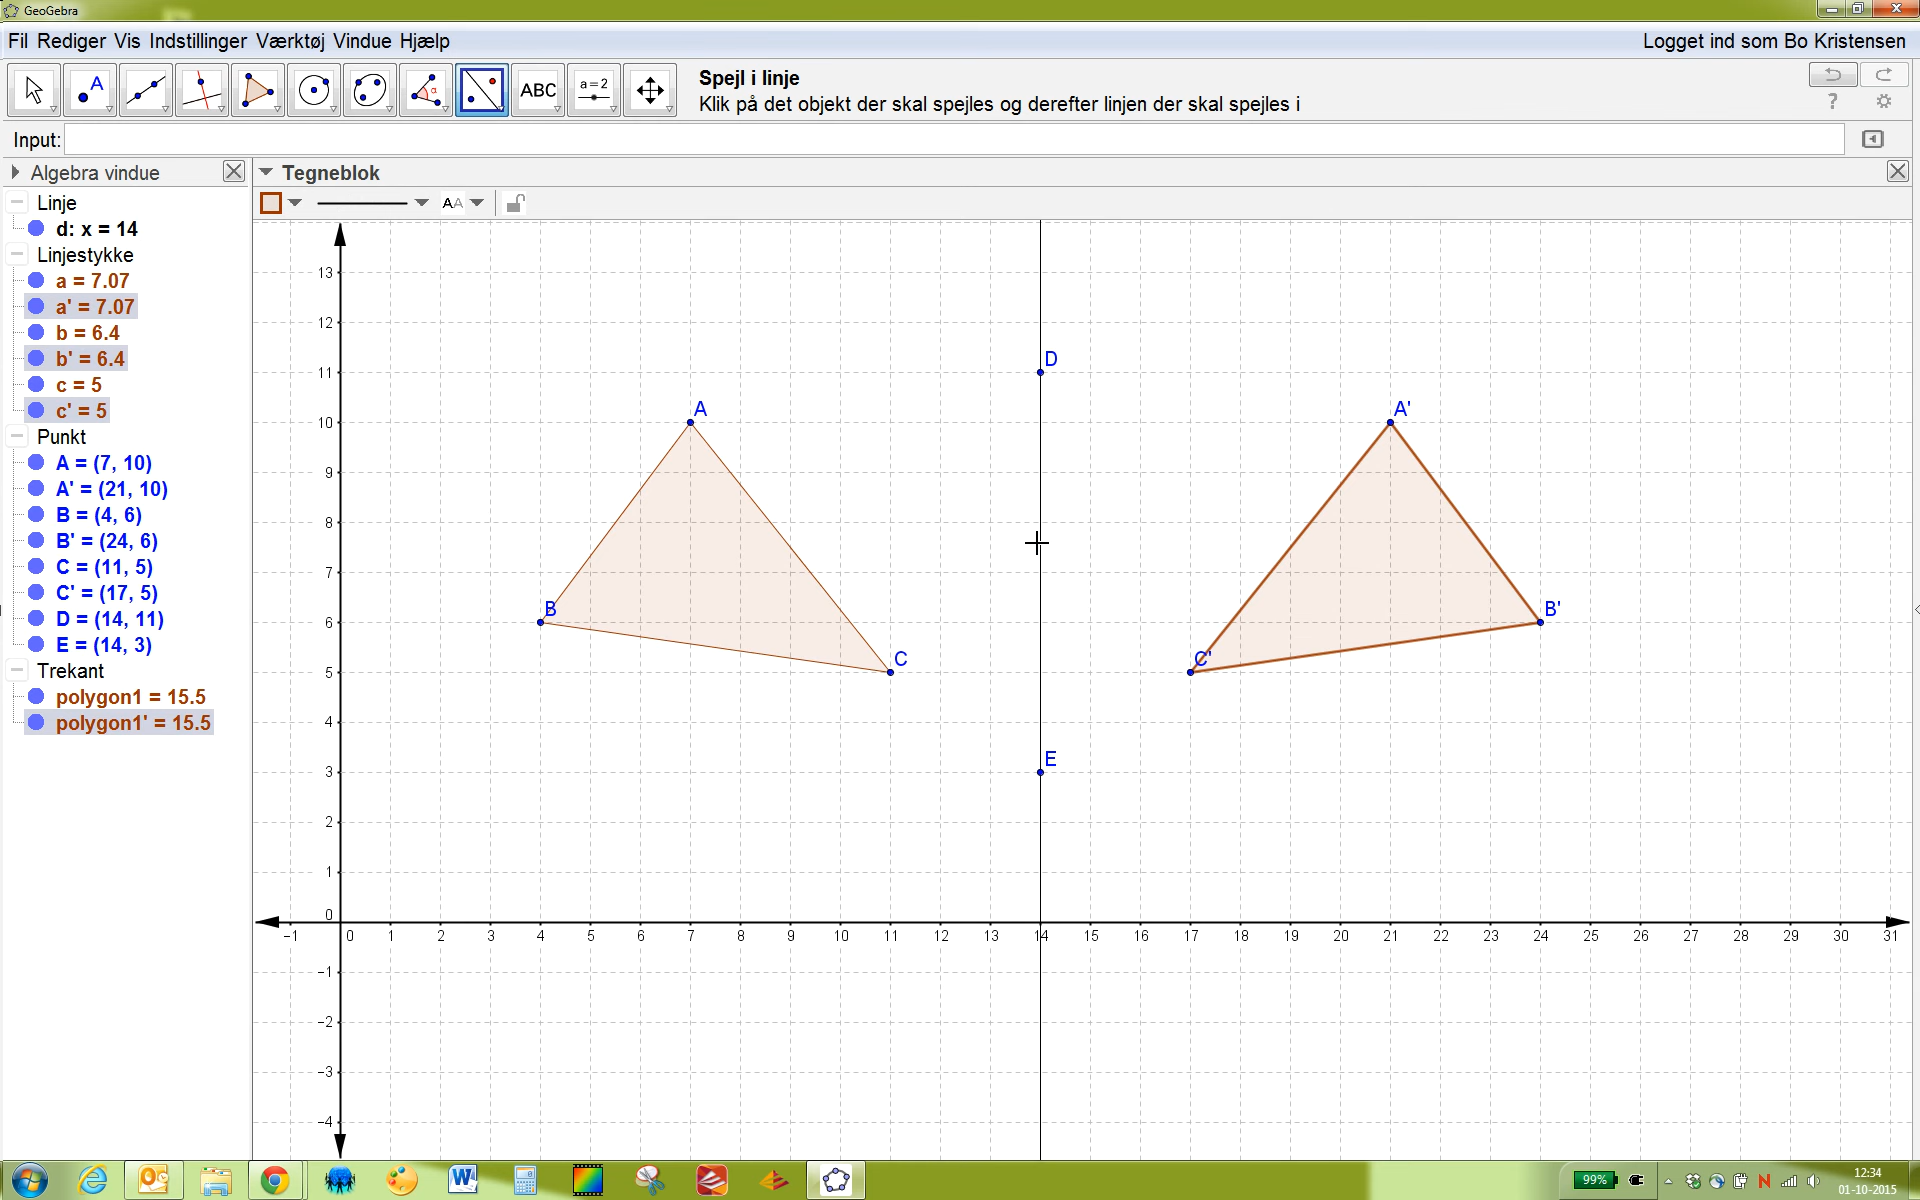 GeoGebra
Fil Rediger Vis Indstillinger Værktøj Vindue Hjælp
Logget ind som Bo Kristensen
A
α
ABC
a=2
Spejl i linje
Klik på det objekt der skal spejles og derefter linjen der skal spejles i
?
Input:
Algebra vindue
Tegneblok
AA
Linje
d: x = 14
Linjestykke
a = 7.07
a' = 7.07
b = 6.4
b' = 6.4
c = 5
c' = 5
Punkt
A = (7, 10)
A' = (21, 10)
B = (4, 6)
B' = (24, 6)
C = (11, 5)
C' = (17, 5)
D = (14, 11)
E = (14, 3)
Trekant
polygon1 = 15.5
polygon1' = 15.5
13
12
D
11
A
A'
10
9
8
7
B
B'
6
C
C'
5
4
E
3
2
1
0
-1 0 1 2 3 4 5 6 7 8 9 10 11 12 13 14 15 16 17 18 19 20 21 22 23 24 25 26 27 28 29 30 31
-1
-2
-3
-4
99%
12:34
01-10-2015